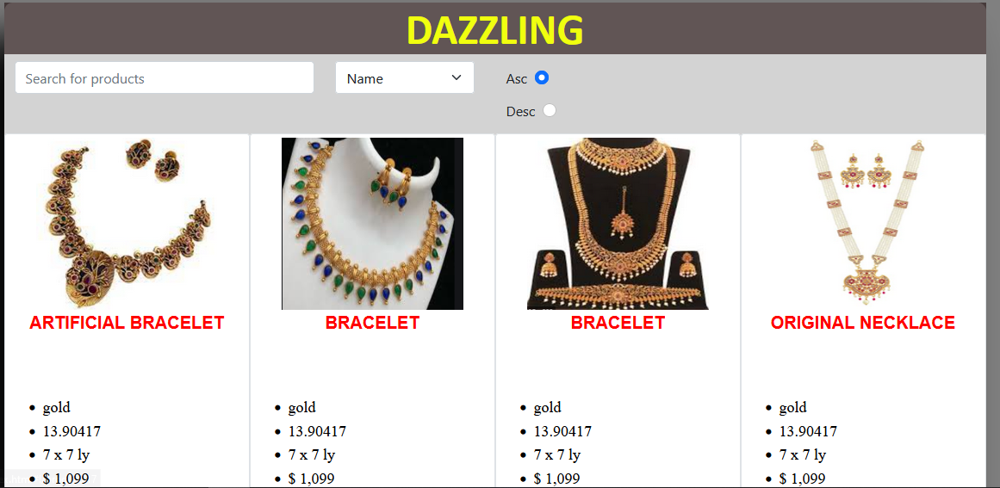 DAZZLING
Search for products
Name
Asc
Desc
ARTIFICIAL BRACELET
BRACELET
BRACELET
ORIGINAL NECKLACE
gold
gold
gold
gold
13.90417
13.90417
13.90417
13.90417
7 x 7 ly
7 x 7 ly
7 x 7 ly
7 x 7 ly
$ 1,099
$ 1,099
$ 1,099
$ 1,099